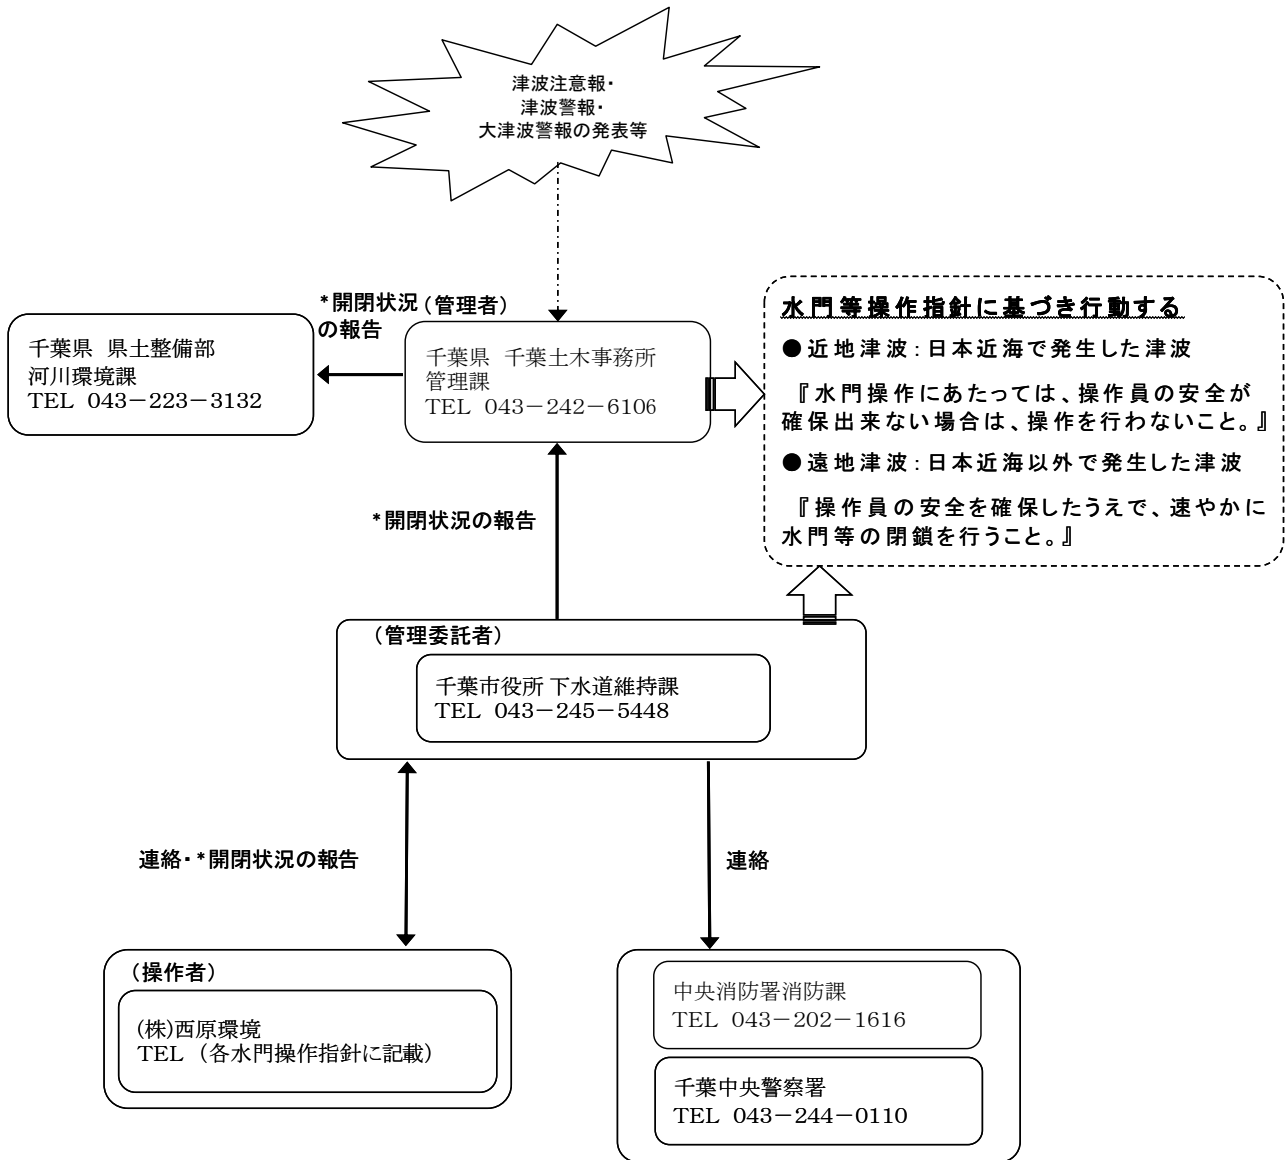 津波注意報・
津波警報・
大津波警報の発表等
*開閉状況
の報告
(管理者)
千葉県 県土整備部
河川環境課
TEL 043－223－3132
千葉県 千葉土木事務所
管理課
TEL 043－242－6106
水門等操作指針に基づき行動する
●近地津波：日本近海で発生した津波
『水門操作にあたっては、操作員の安全が
確保出来ない場合は、操作を行わないこと。』
●遠地津波：日本近海以外で発生した津波
『操作員の安全を確保したうえで、速やかに
水門等の閉鎖を行うこと。』
*開閉状況の報告
（管理委託者）
千葉市役所 下水道維持課
TEL 043－245－5448
連絡・*開閉状況の報告
連絡
（操作者）
(株)西原環境
TEL（各水門操作指針に記載）
中央消防署消防課
TEL 043－202－1616
千葉中央警察署
TEL 043－244－0110